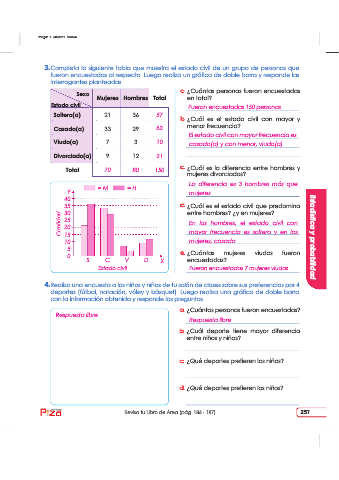 3. Completa la siguiente tabla que muestra el estado civil de un grupo de personas que
fueron encuestadas al respecto. Luego realiza un gráfico de doble barra y responde las
interrogantes planteadas.
Sexo
Estado civil
Mujeres Hombres Total
Soltero(a) 21 36 57
Casado(a) 33 29 62
Viudo(a) 7 3 10
Divorciado(a) 9 12 21
Total 70 80 150
= M = H
Y
40
35
30
25
20
15
10
5
0
Cantidad
S C V D X
Estado civil
a. ¿Cuántas personas fueron encuestadas
en total?
Fueron encuestadas 150 personas
b. ¿Cuál es el estado civil con mayor y
menor frecuencia?
El estado civil con mayor frecuencia es
casado(a) y con menor, viudo(a)
c. ¿Cuál es la diferencia entre hombres y
mujeres divorciados?
La diferencia es 3 hombres más que
mujeres
d. ¿Cuál es el estado civil que predomina
entre hombres? ¿y en mujeres?
En los hombres, el estado civil con
mayor frecuencia es soltero y en las
mujeres, casada
e. ¿Cuántas mujeres viudas fueron
encuestadas?
Fueron encuestadas 7 mujeres viudas
Estadística y probabilidad
4. Realiza una encuesta a los niños y niñas de tu salón de clases sobre sus preferencias por 4
deportes (fútbol, natación, vóley y básquet). Luego realiza una gráfica de doble barra
con la información obtenida y responde las preguntas.
Respuesta libre
a. ¿Cuántas personas fueron encuestadas?
Respuesta libre
b. ¿Cuál deporte tiene mayor diferencia
entre niños y niñas?
c. ¿Qué deportes prefieren los niños?
d. ¿Qué deportes prefieren las niñas?
Revisa tu Libro de Área (pág. 186 - 187)
257